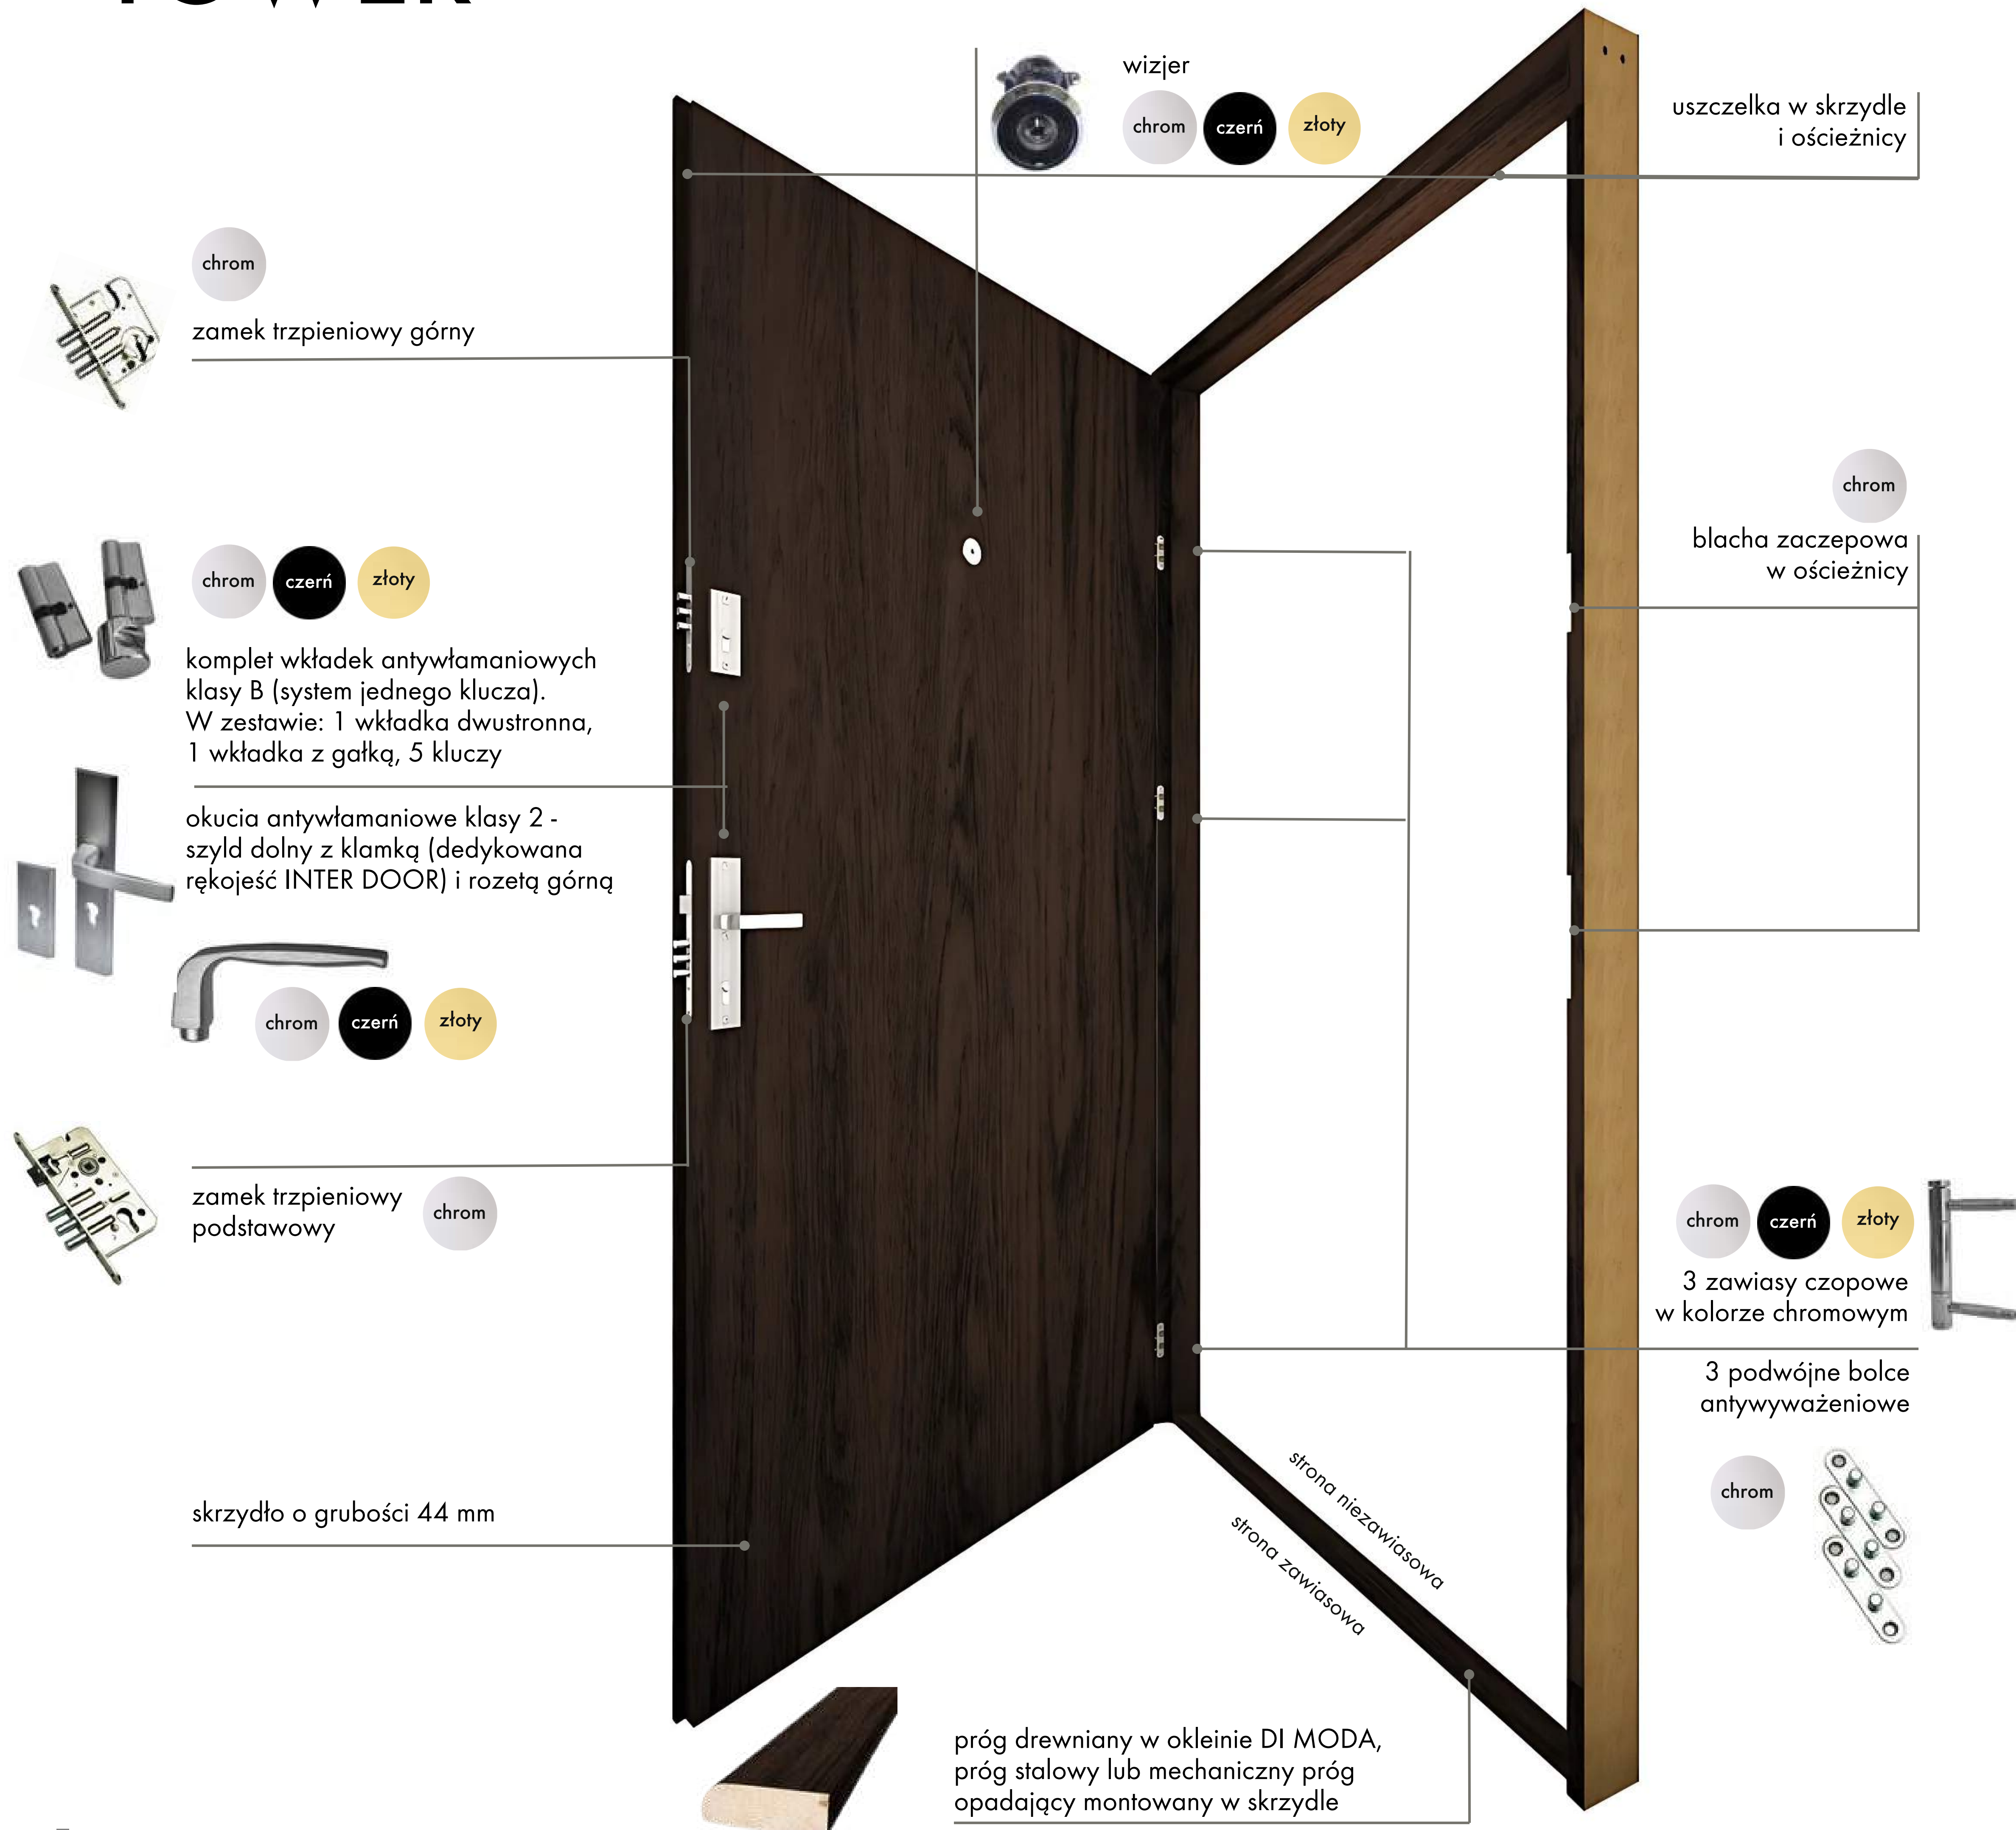 TOWER
wizjer
chrom czerń złoty
uszczelka w skrzydle
i ościeżnicy
chrom
zamek trzpieniowy górny
chrom
blacha zaczepowa
w ościeżnicy
chrom czerń złoty
komplet wkładek antywłamaniowych
klasy B (system jednego klucza).
W zestawie: 1 wkładka dwustronna,
1 wkładka z gałką, 5 kluczy
okucia antywłamaniowe klasy 2 -
szyld dolny z klamką (dedykowana
rękojeść INTER DOOR) i rozetą górną
chrom czerń złoty
zamek trzpieniowy
podstawowy
chrom
chrom czerń złoty
3 zawiasy czopowe
w kolorze chromowym
3 podwójne bolce
antywyważeniowe
chrom
skrzydło o grubości 44 mm
strona niezawiasowa
strona zawiasowa
próg drewniany w okleinie DI MODA,
próg stalowy lub mechaniczny próg
opadający montowany w skrzydle